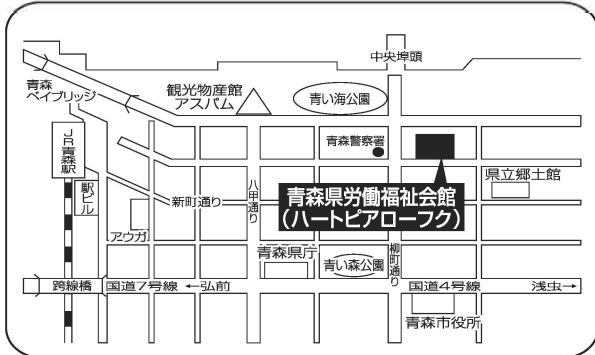 中央埠頭
青森
ベイブリッジ
観光物産館
アスパム
青い海公園
JR青森駅
青森警察署
県立郷土館
駅ビル
新町通り
八甲通り
青森県労働福祉会館
(ハートピアローフク)
アウガ
青森県庁
青い森公園
柳町通り
跨線橋
国道7号線
←弘前
国道4号線
浅虫→
青森市役所